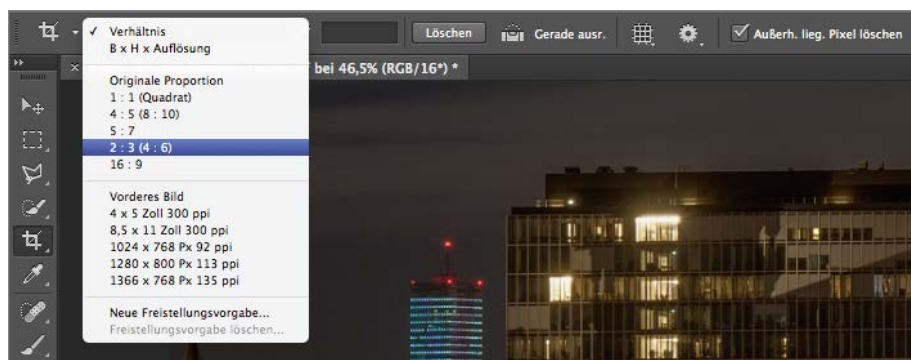 ✓ Verhältnis
B x H x Auflösung
Löschen
Gerade ausr.
✓ Außerh. lieg. Pixel löschen
bei 46,5% (RGB/16*) *
Originale Proportion
1 : 1 (Quadrat)
4 : 5 (8 : 10)
5 : 7
2 : 3 (4 : 6)
16 : 9
Vorderes Bild
4 x 5 Zoll 300 ppi
8,5 x 11 Zoll 300 ppi
1024 x 768 Px 92 ppi
1280 x 800 Px 113 ppi
1366 x 768 Px 135 ppi
Neue Freistellungsvorgabe...
Freistellungsvorgabe löschen...